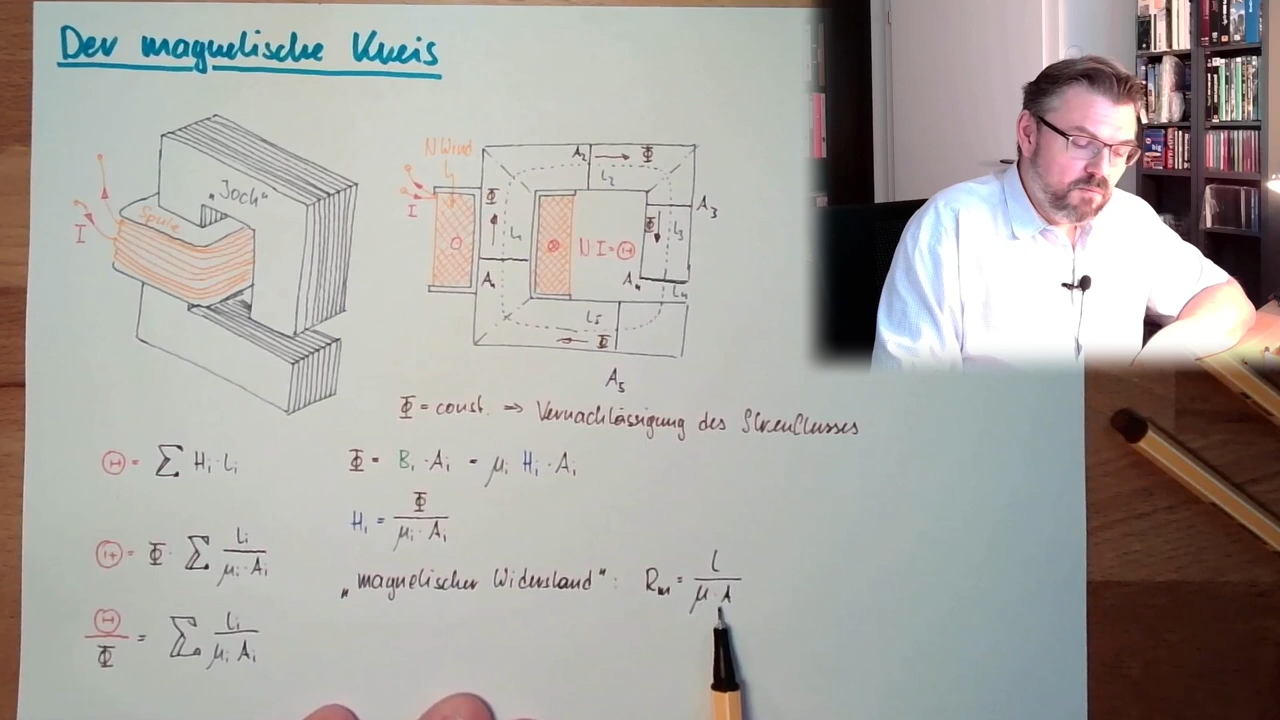 Der magnetische Kreis
N Wind
A₂ → Φ
"Joch"
L₂
Spule
I
Φ
A₃
I
Φ
L₁
L₃
N I = Θ
A₁
A₄
L₄
L₅
← Φ
A₅
Φ = const. ⇒ Vernachlässigung des Streuflusses
Θ = ∑ Hᵢ · Lᵢ Φ = Bᵢ · Aᵢ = μᵢ Hᵢ · Aᵢ
Hᵢ = Φ / μᵢ · Aᵢ
Θ = Φ · ∑ Lᵢ / μᵢ · Aᵢ
„magnetischer Widerstand“ : Rₘ = L / μ · A
Θ / Φ = ∑ Lᵢ / μᵢ Aᵢ
big